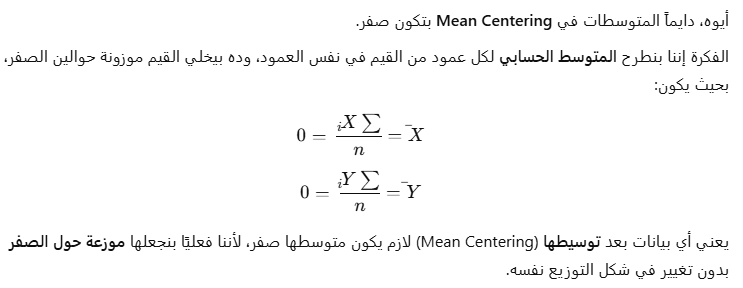 أيوه، دايماً المتوسطات في Mean Centering بتكون صفر.
الفكرة إننا بنطرح المتوسط الحسابي لكل عمود من القيم في نفس العمود، وده بيخلي القيم موزونة حوالين الصفر،
بحيث يكون:
0 = iX ∑ / n = ¯X
0 = iY ∑ / n = ¯Y
يعني أي بيانات بعد توسيطها (Mean Centering) لازم يكون متوسطها صفر، لأننا فعليًا بنجعلها موزعة حول الصفر
بدون تغيير في شكل التوزيع نفسه.